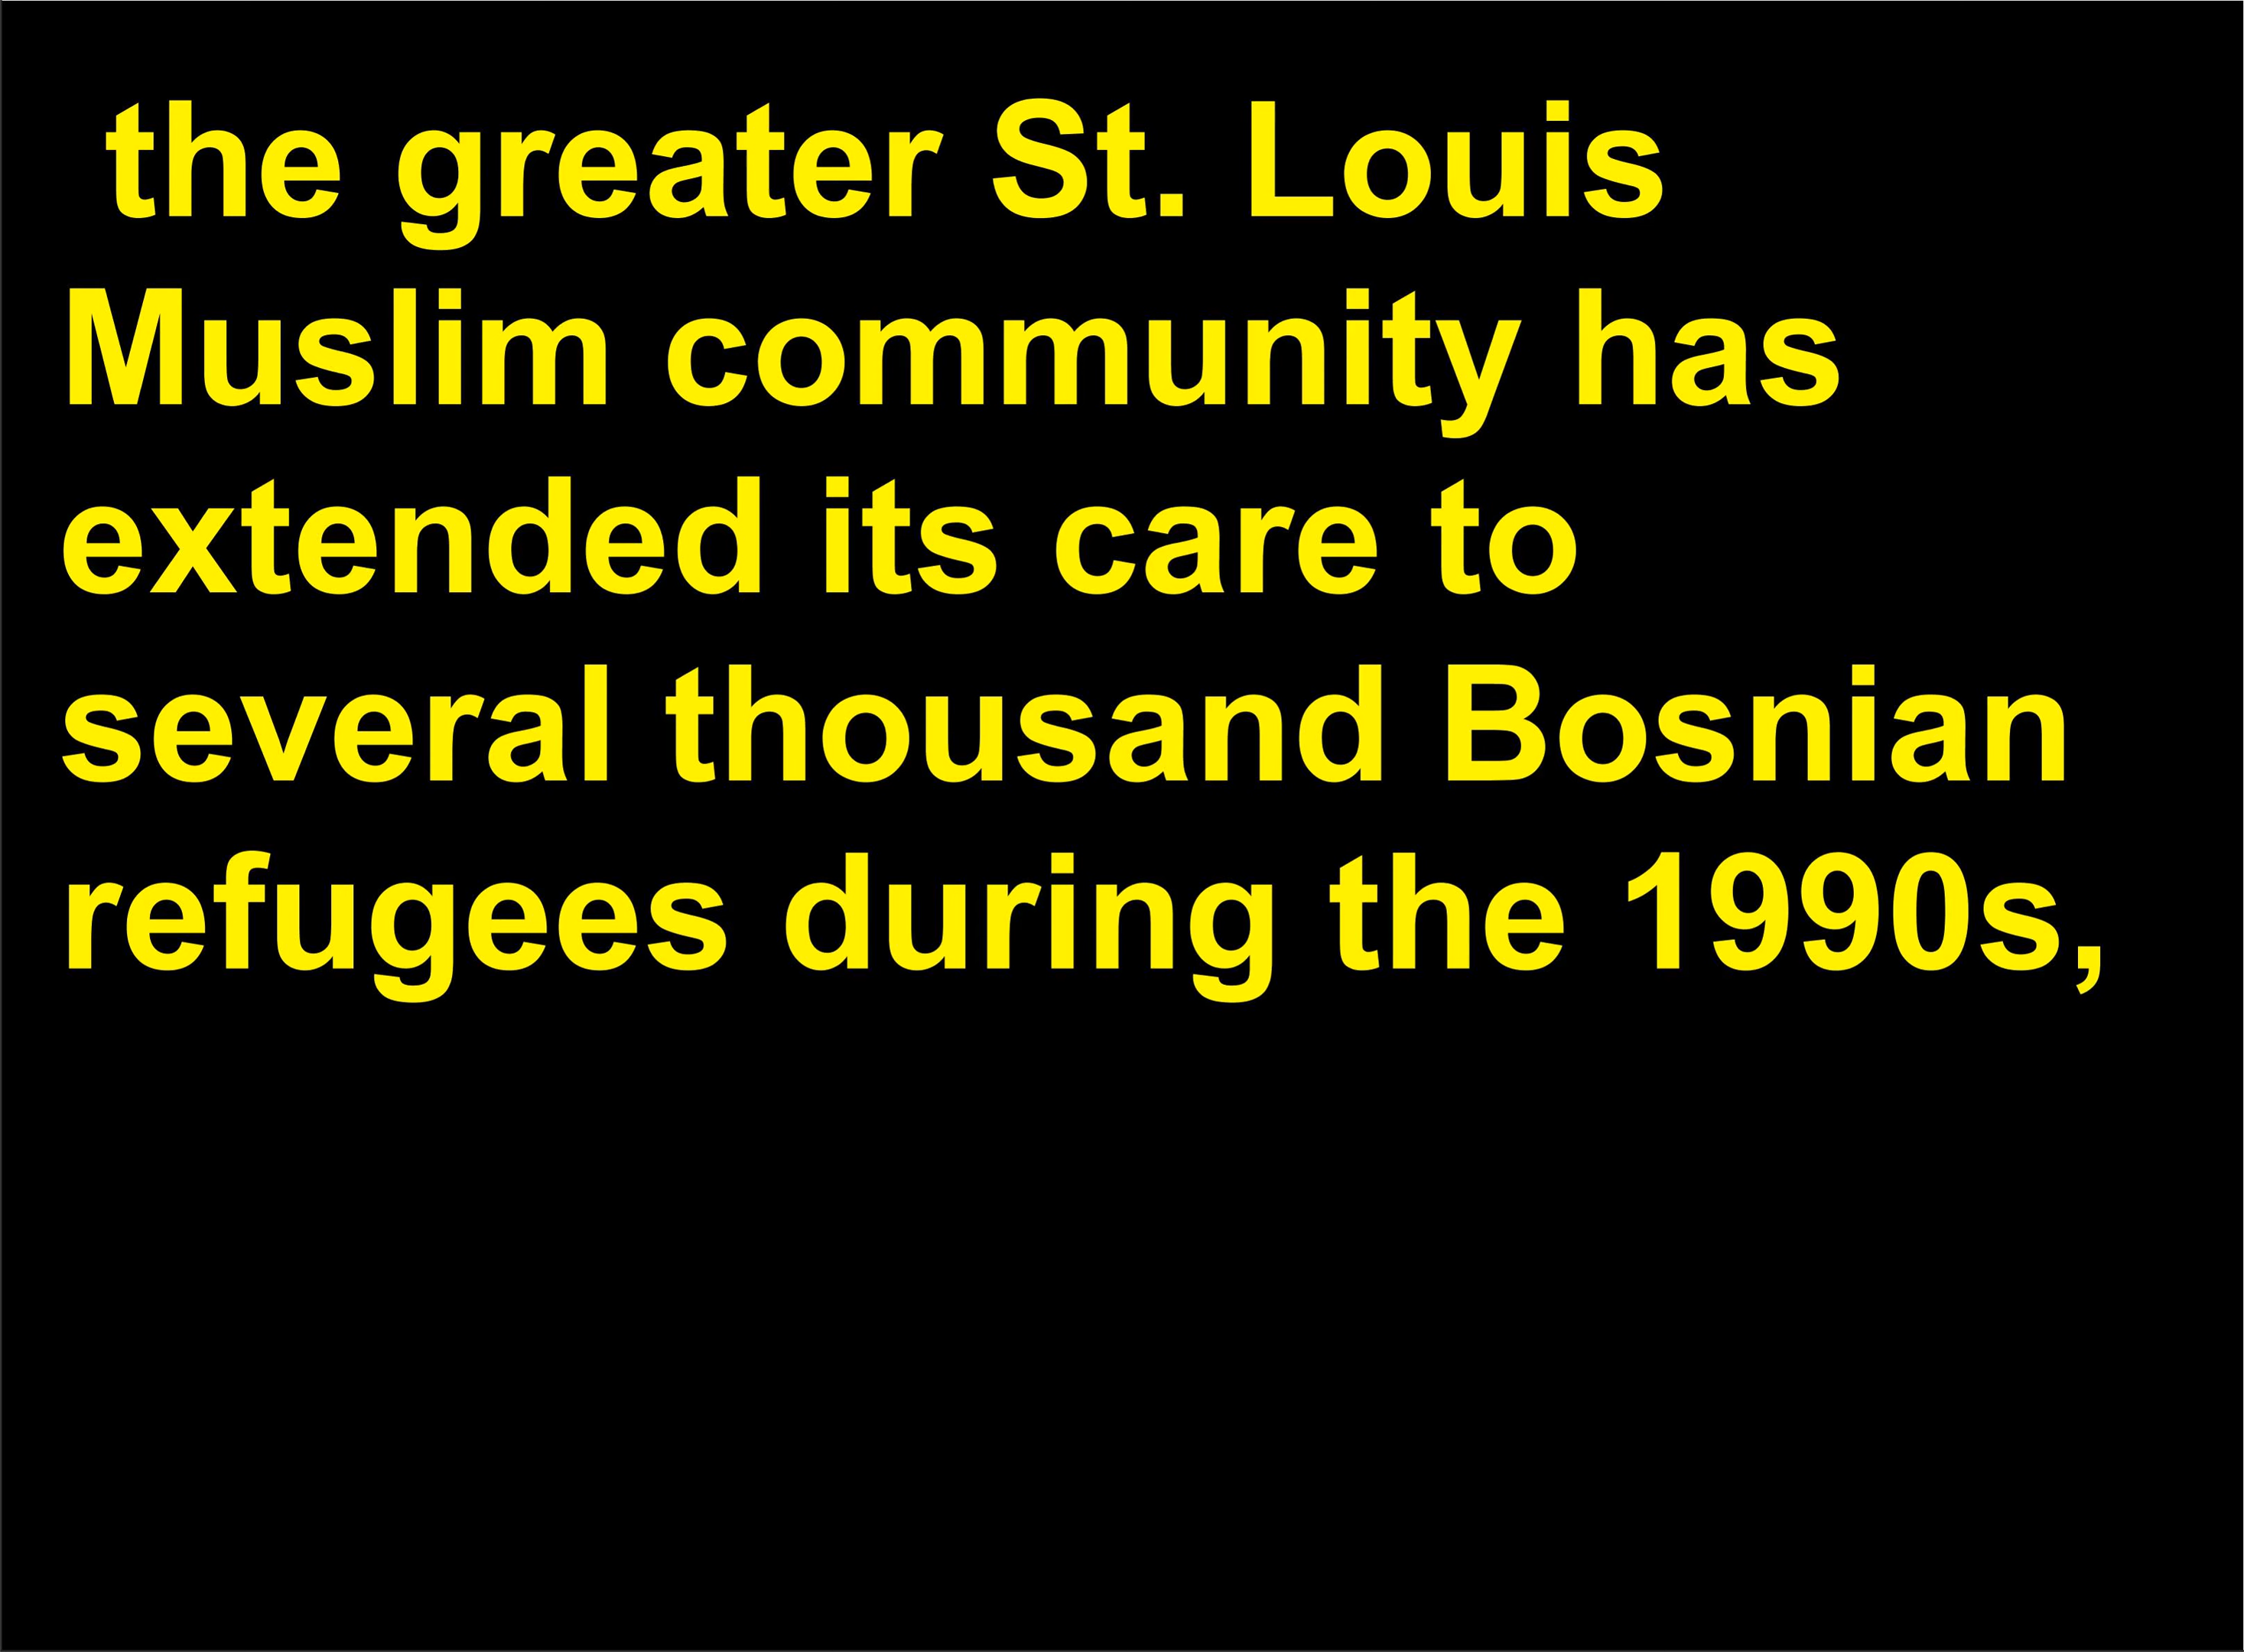 the greater St. Louis
Muslim community has
extended its care to
several thousand Bosnian
refugees during the 1990s,